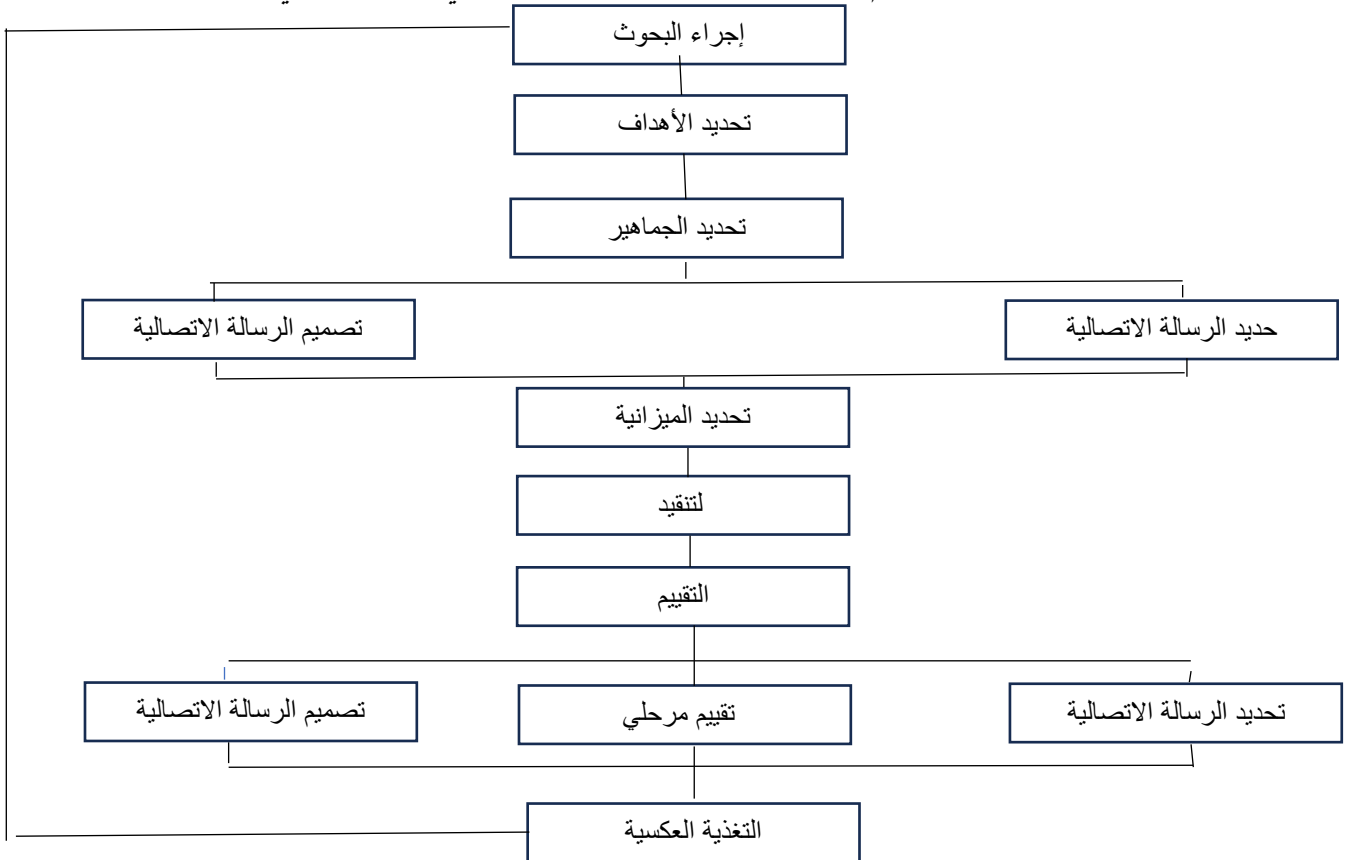 إجراء البحوث
تحديد الأهداف
تحديد الجماهير
حديد الرسالة الاتصالية
تصميم الرسالة الاتصالية
تحديد الميزانية
لتنقيد
التقييم
تحديد الرسالة الاتصالية
تقييم مرحلي
تصميم الرسالة الاتصالية
التغذية العكسية